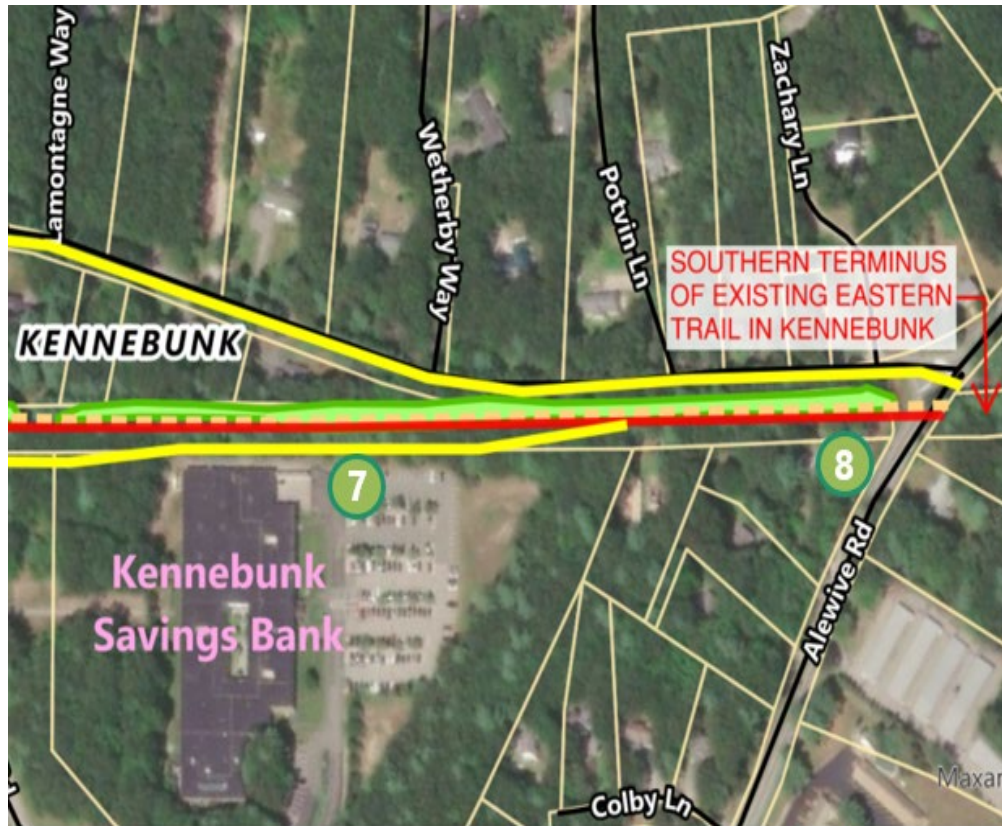 Lamontagne Way
Wetherby Way
Potvin Ln
Zachary Ln
SOUTHERN TERMINUS
OF EXISTING EASTERN
TRAIL IN KENNEBUNK
KENNEBUNK
7
8
Kennebunk
Savings Bank
Alewive Rd
Colby Ln
Maxar